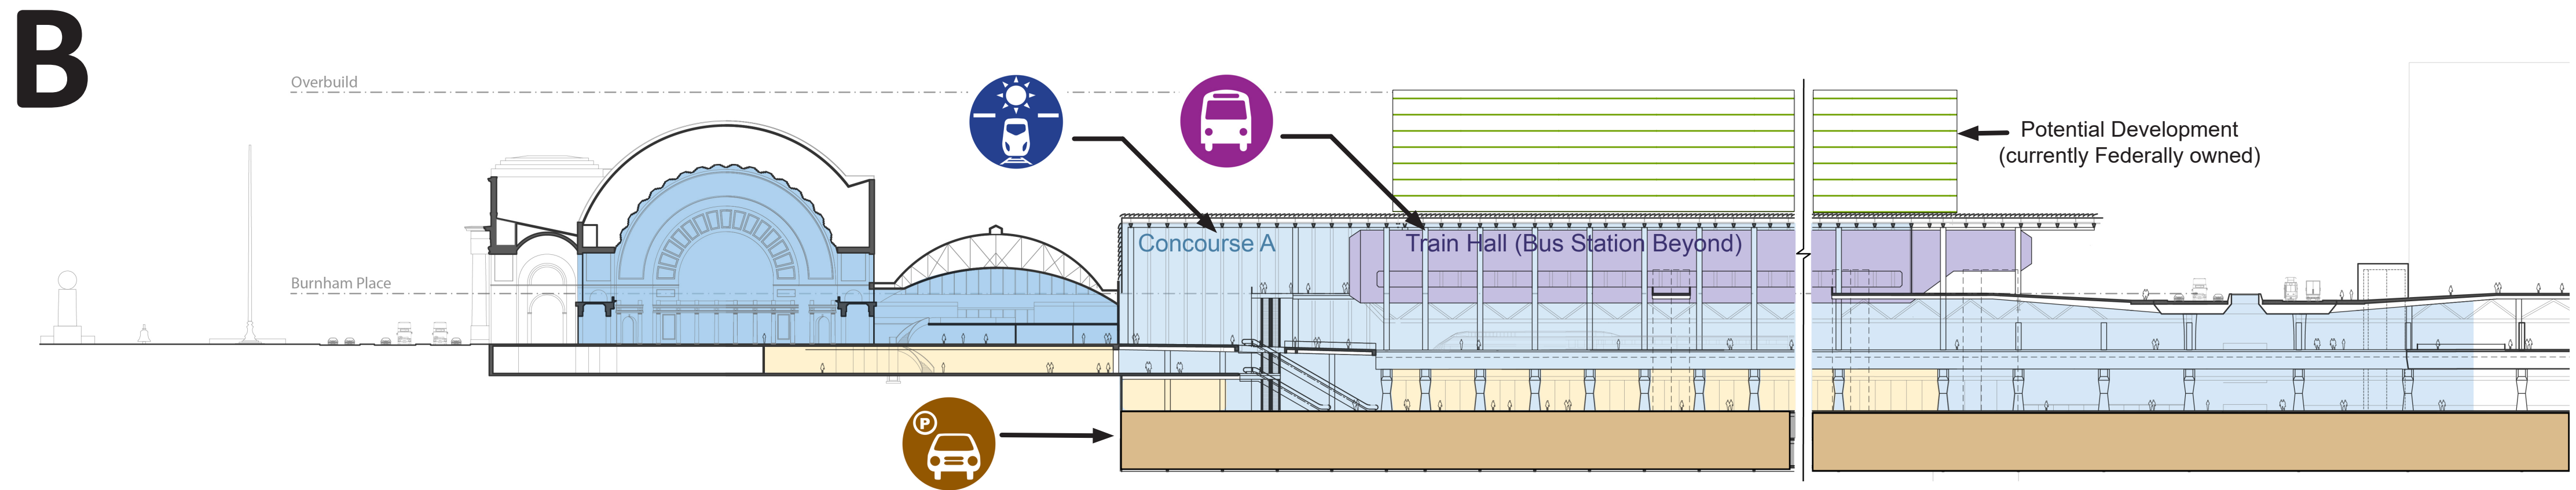 B
Overbuild
Potential Development
(currently Federally owned)
Concourse A
Train Hall (Bus Station Beyond)
Burnham Place
P